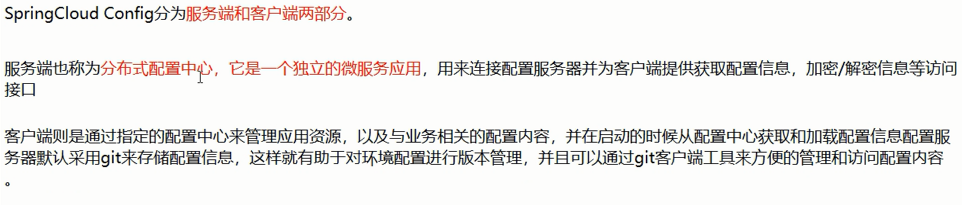 SpringCloud Config分为服务端和客户端两部分。
服务端也称为分布式配置中心，它是一个独立的微服务应用，用来连接配置服务器并为客户端提供获取配置信息，加密/解密信息等访问
接口
客户端则是通过指定的配置中心来管理应用资源，以及与业务相关的配置内容，并在启动的时候从配置中心获取和加载配置信息配置服
务器默认采用git来存储配置信息，这样就有助于对环境配置进行版本管理，并且可以通过git客户端工具来方便的管理和访问配置内容
。